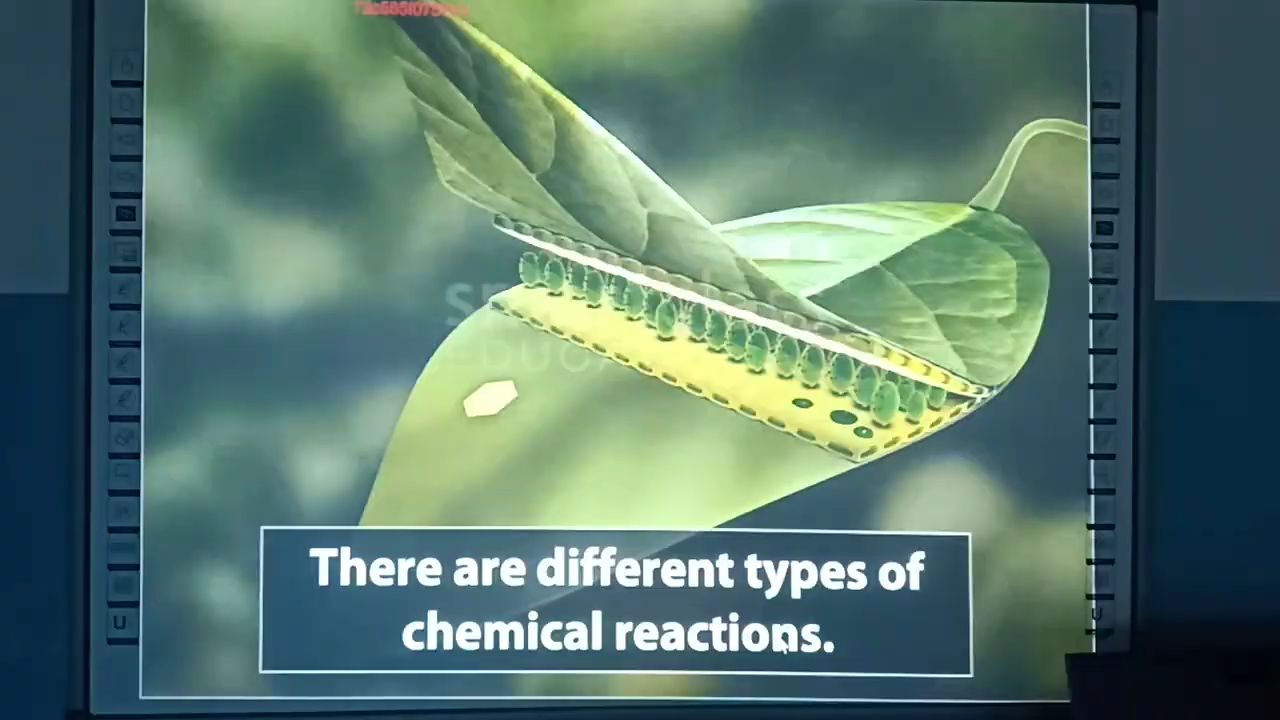 There are different types of
chemical reactions.